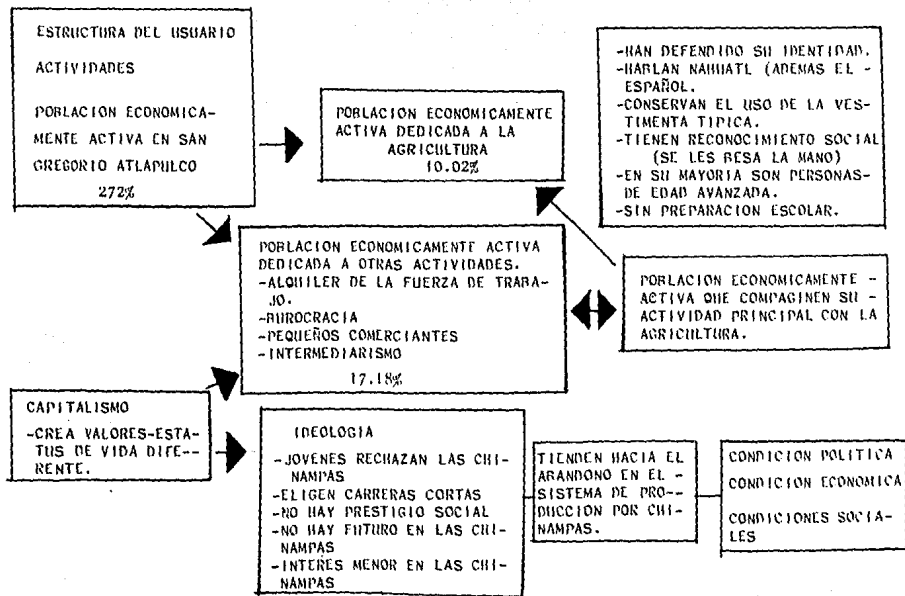 ESTRUCTURA DEL USUARIO
ACTIVIDADES
POBLACION ECONOMICA-
MENTE ACTIVA EN SAN
GREGORIO ATLAPULCO
272%
POBLACION ECONOMICAMENTE
ACTIVA DEDICADA A LA
AGRICULTURA
10.02%
-HAN DEFENDIDO SU IDENTIDAD.
-HABLAN NAHUATL (ADEMAS EL -
ESPAÑOL.
-CONSERVAN EL USO DE LA VES-
TIMENTA TIPICA.
-TIENEN RECONOCIMIENTO SOCIAL
(SE LES BESA LA MANO)
-EN SU MAYORIA SON PERSONAS-
DE EDAD AVANZADA.
-SIN PREPARACION ESCOLAR.
POBLACION ECONOMICAMENTE ACTIVA
DEDICADA A OTRAS ACTIVIDADES.
-ALQUILER DE LA FUERZA DE TRABA-
JO.
-BUROCRACIA
-PEQUEÑOS COMERCIANTES
-INTERMEDIARISMO
17.18%
POBLACION ECONOMICAMENTE -
ACTIVA QUE COMPAGINEN SU -
ACTIVIDAD PRINCIPAL CON LA
AGRICULTURA.
CAPITALISMO
-CREA VALORES-ESTA-
TUS DE VIDA DIFE--
RENTE.
IDEOLOGIA
-JOVENES RECHAZAN LAS CHI-
NAMPAS
-ELIGEN CARRERAS CORTAS
-NO HAY PRESTIGIO SOCIAL
-NO HAY FUTURO EN LAS CHI-
NAMPAS
-INTERES MENOR EN LAS CHI-
NAMPAS
TIENDEN HACIA EL
ABANDONO EN EL -
SISTEMA DE PRO--
DUCCION POR CHI-
NAMPAS.
CONDICION POLITICA
CONDICION ECONOMICA
CONDICIONES SOCIA-
LES